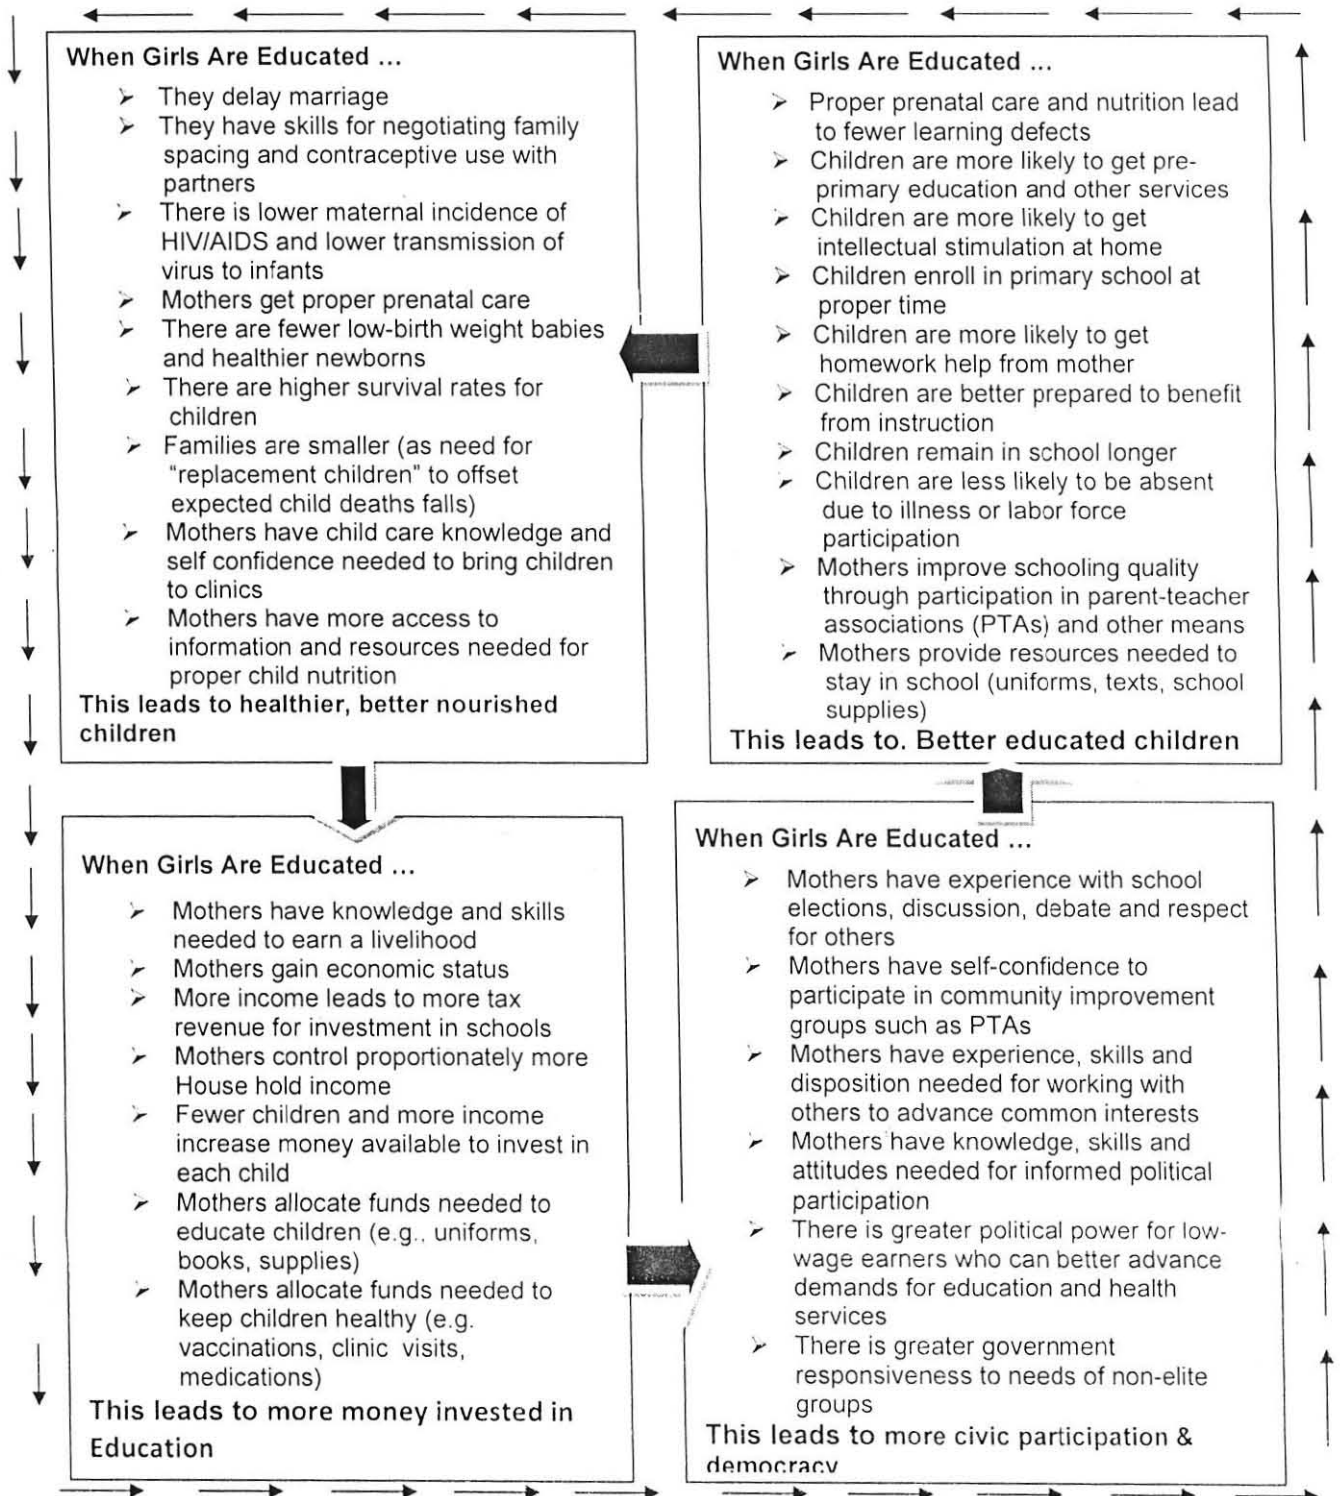 When Girls Are Educated ...
➢ They delay marriage
➢ They have skills for negotiating family
spacing and contraceptive use with
partners
➢ There is lower maternal incidence of
HIV/AIDS and lower transmission of
virus to infants
➢ Mothers get proper prenatal care
➢ There are fewer low-birth weight babies
and healthier newborns
➢ There are higher survival rates for
children
➢ Families are smaller (as need for
"replacement children" to offset
expected child deaths falls)
➢ Mothers have child care knowledge and
self confidence needed to bring children
to clinics
➢ Mothers have more access to
information and resources needed for
proper child nutrition
This leads to healthier, better nourished
children
When Girls Are Educated ...
➢ Proper prenatal care and nutrition lead
to fewer learning defects
➢ Children are more likely to get pre-
primary education and other services
➢ Children are more likely to get
intellectual stimulation at home
➢ Children enroll in primary school at
proper time
➢ Children are more likely to get
homework help from mother
➢ Children are better prepared to benefit
from instruction
➢ Children remain in school longer
➢ Children are less likely to be absent
due to illness or labor force
participation
➢ Mothers improve schooling quality
through participation in parent-teacher
associations (PTAs) and other means
➢ Mothers provide resources needed to
stay in school (uniforms, texts, school
supplies)
This leads to. Better educated children
When Girls Are Educated ...
➢ Mothers have knowledge and skills
needed to earn a livelihood
➢ Mothers gain economic status
➢ More income leads to more tax
revenue for investment in schools
➢ Mothers control proportionately more
House hold income
➢ Fewer children and more income
increase money available to invest in
each child
➢ Mothers allocate funds needed to
educate children (e.g., uniforms,
books, supplies)
➢ Mothers allocate funds needed to
keep children healthy (e.g.
vaccinations, clinic visits,
medications)
This leads to more money invested in
Education
When Girls Are Educated ...
➢ Mothers have experience with school
elections, discussion, debate and respect
for others
➢ Mothers have self-confidence to
participate in community improvement
groups such as PTAs
➢ Mothers have experience, skills and
disposition needed for working with
others to advance common interests
➢ Mothers have knowledge, skills and
attitudes needed for informed political
participation
➢ There is greater political power for low-
wage earners who can better advance
demands for education and health
services
➢ There is greater government
responsiveness to needs of non-elite
groups
This leads to more civic participation &
democracy